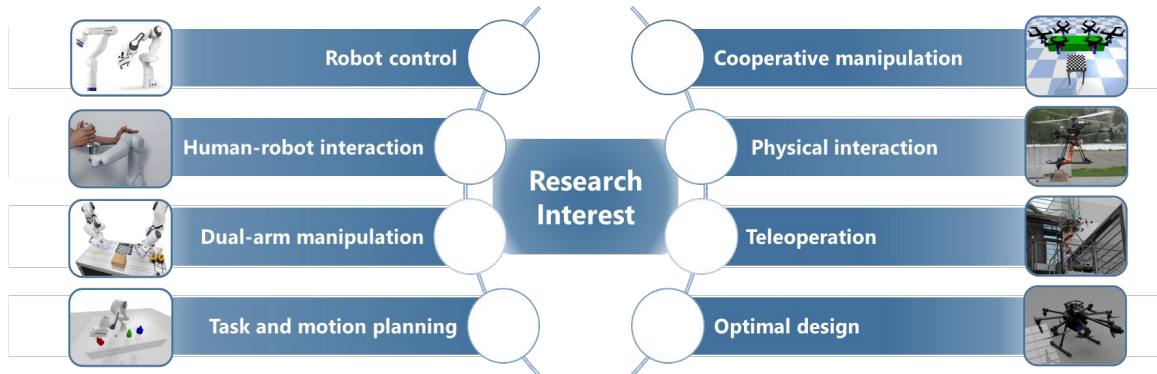 Robot control
Human-robot interaction
Dual-arm manipulation
Task and motion planning
Research
Interest
Cooperative manipulation
Physical interaction
Teleoperation
Optimal design